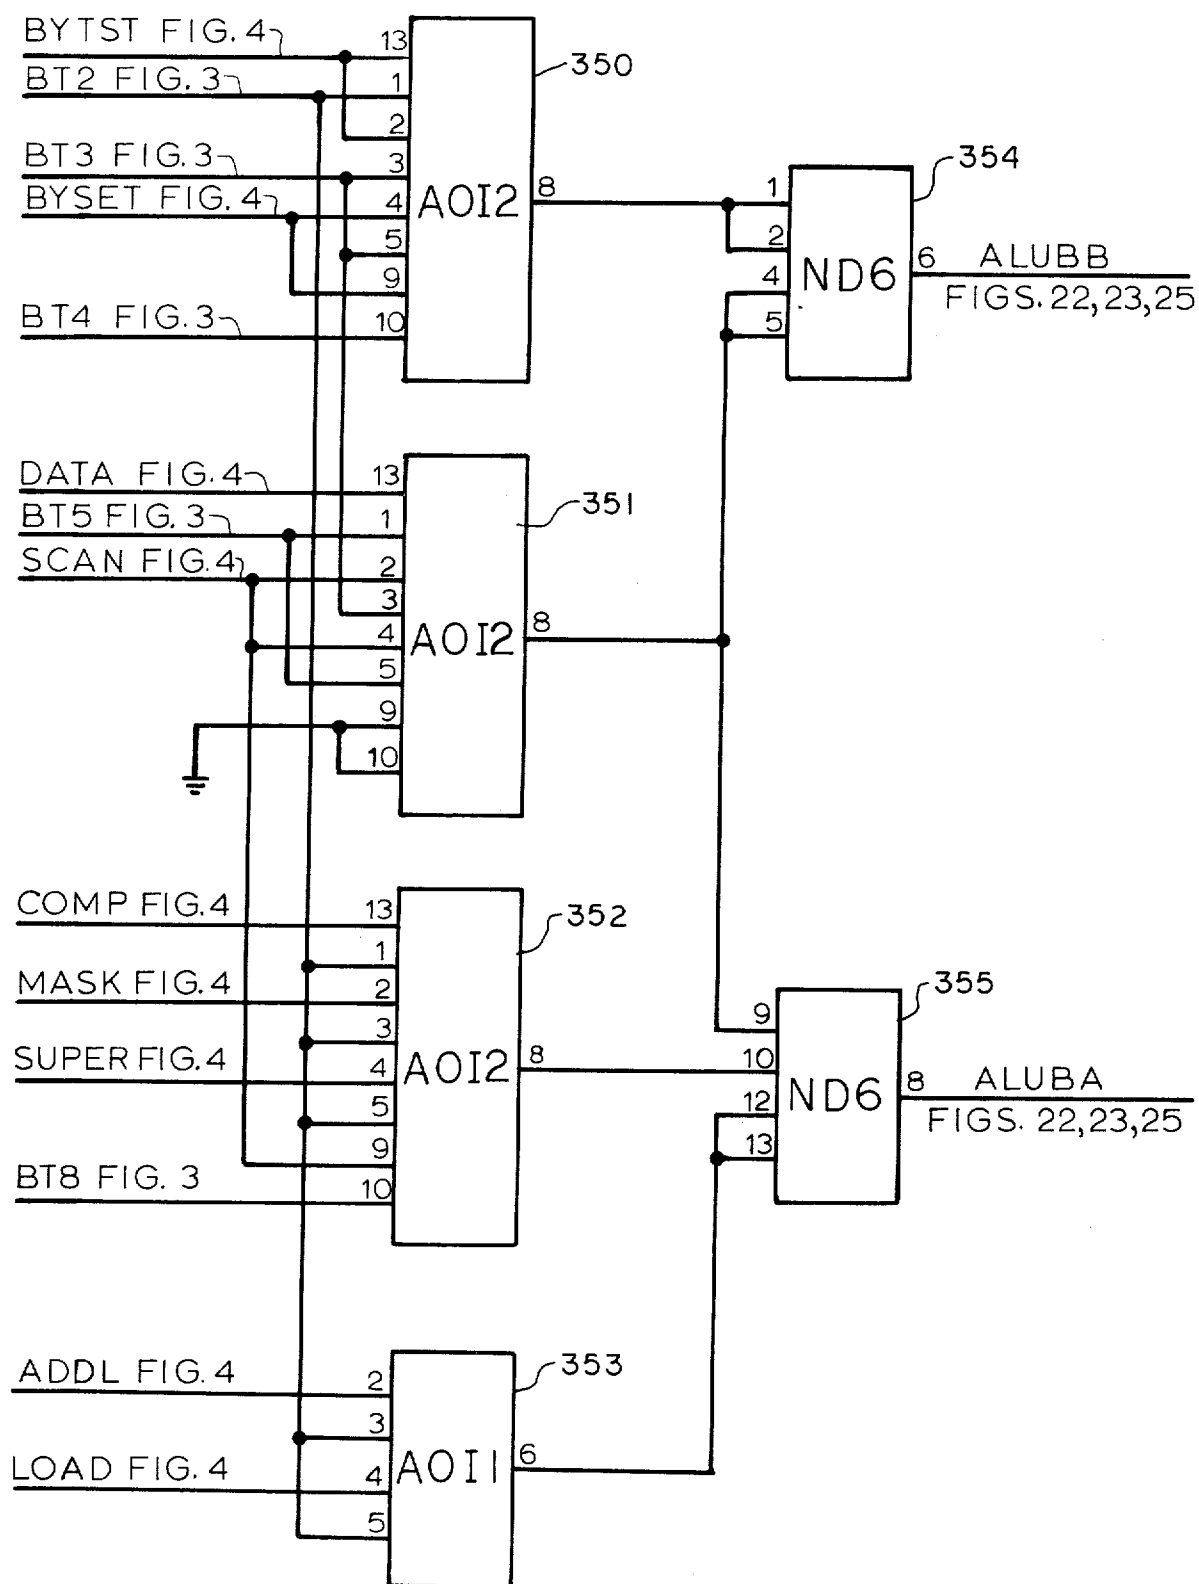 BYTST FIG. 4
13
350
BT2 FIG. 3
1
2
BT3 FIG. 3
3
BYSET FIG. 4
4
5
9
BT4 FIG. 3
10
AOI2
8
354
1
2
4
5
ND6
6
ALUBB
FIGS. 22,23,25
DATA FIG. 4
13
351
BT5 FIG. 3
1
SCAN FIG. 4
2
3
4
5
9
10
AOI2
8
COMP FIG. 4
13
352
1
MASK FIG. 4
2
3
SUPER FIG. 4
4
5
9
BT8 FIG. 3
10
AOI2
8
355
9
10
12
13
ND6
8
ALUBA
FIGS. 22,23,25
ADDL FIG. 4
2
353
3
LOAD FIG. 4
4
5
AOI1
6